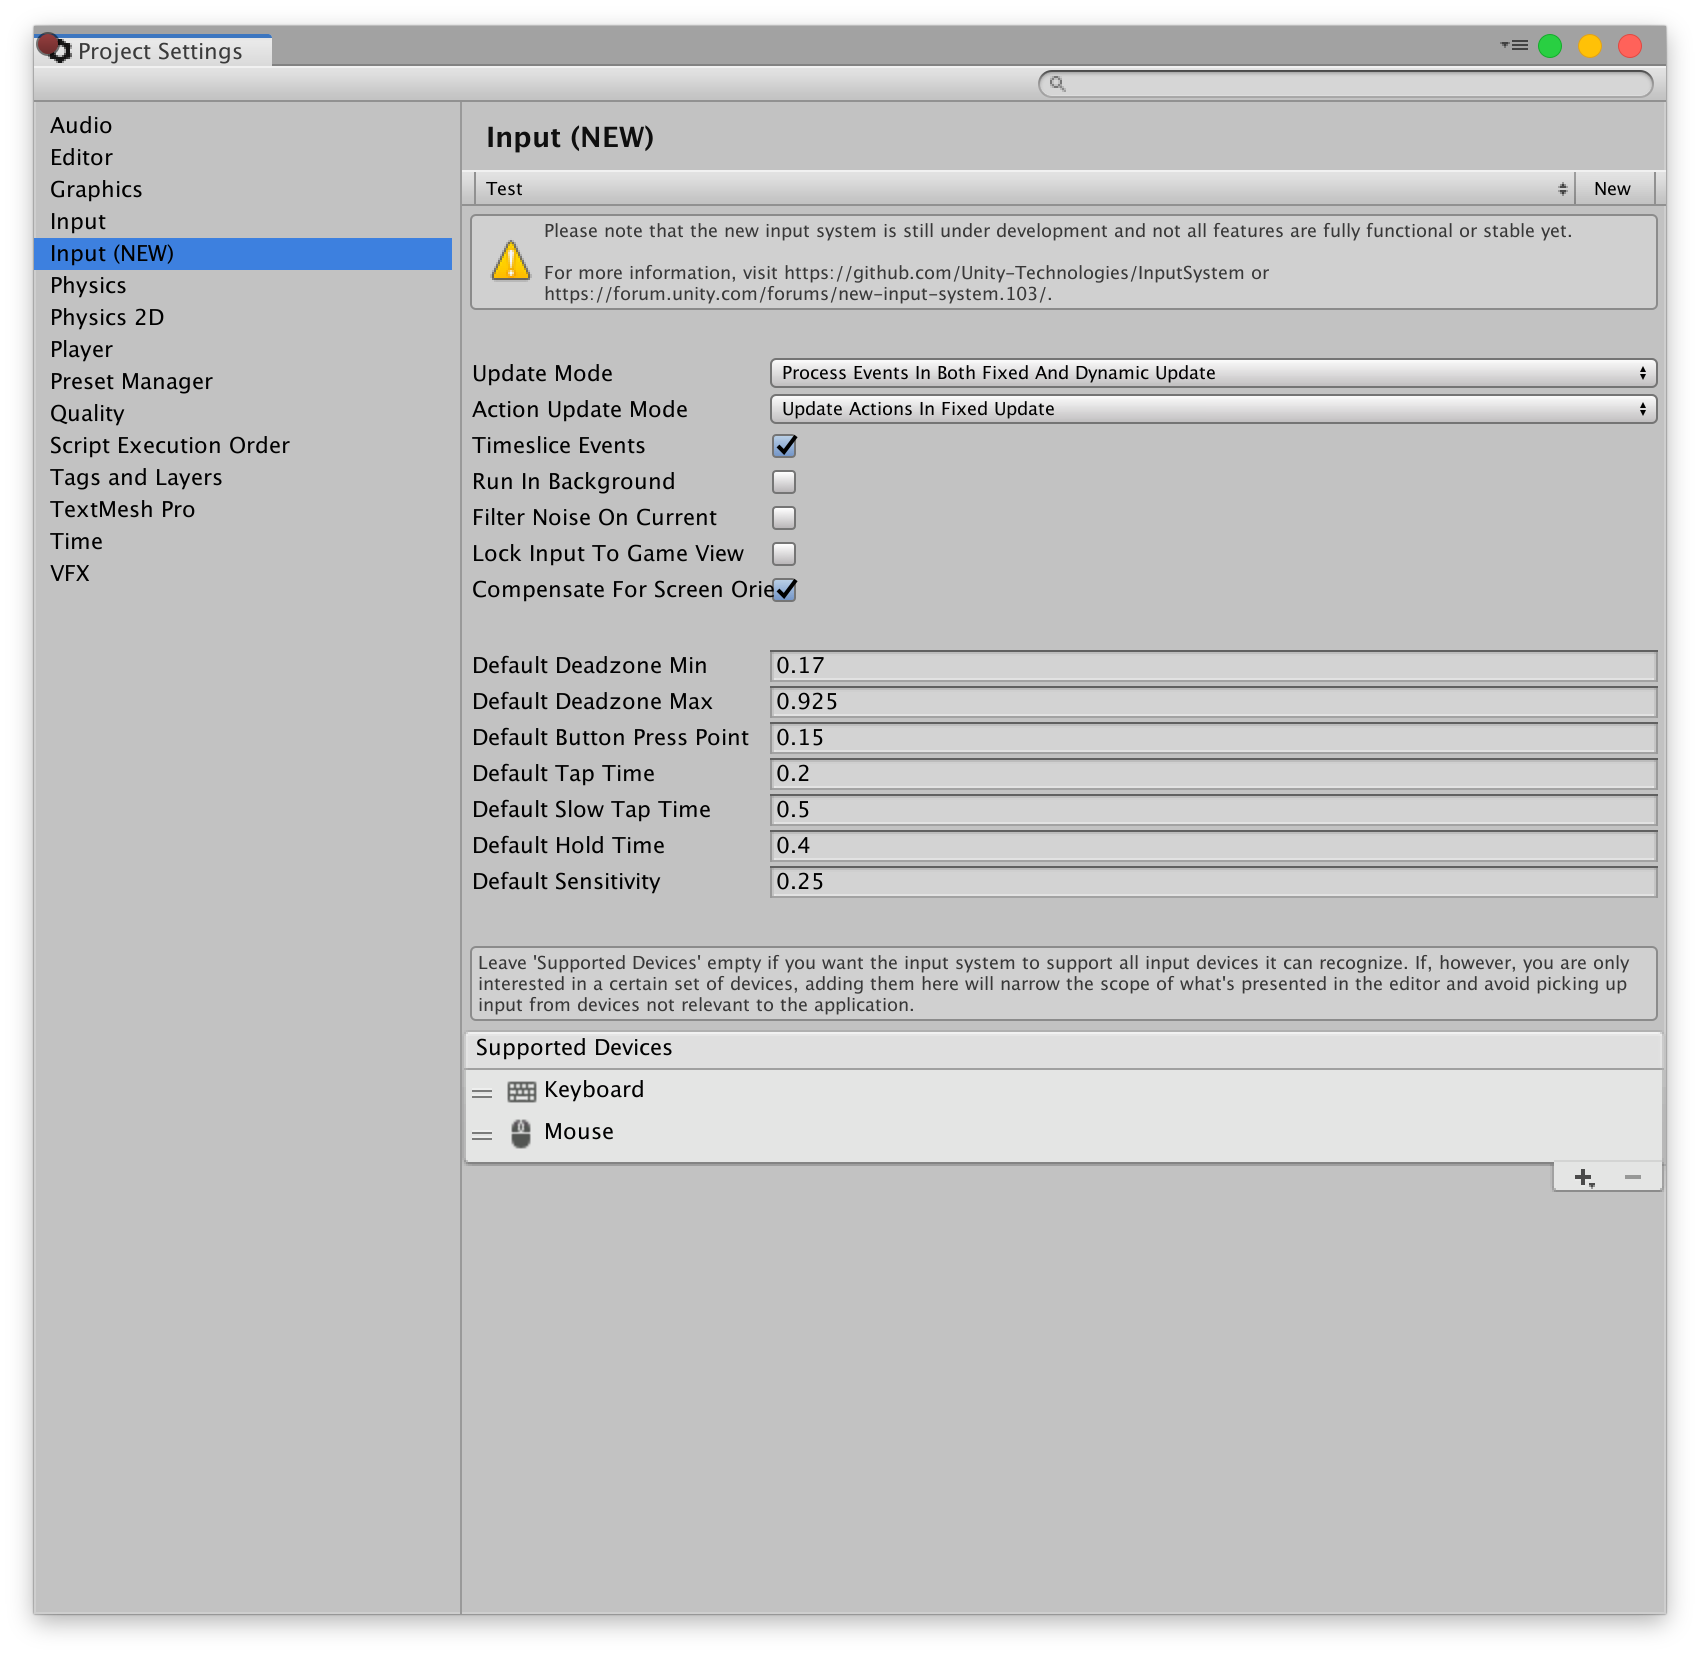 Project Settings
Audio
Editor
Graphics
Input
Input (NEW)
Physics
Physics 2D
Player
Preset Manager
Quality
Script Execution Order
Tags and Layers
TextMesh Pro
Time
VFX
Input (NEW)
Test
New
Please note that the new input system is still under development and not all features are fully functional or stable yet.
For more information, visit https://github.com/Unity-Technologies/InputSystem or
https://forum.unity.com/forums/new-input-system.103/.
Update Mode Process Events In Both Fixed And Dynamic Update
Action Update Mode Update Actions In Fixed Update
Timeslice Events
Run In Background
Filter Noise On Current
Lock Input To Game View
Compensate For Screen Orie
Default Deadzone Min 0.17
Default Deadzone Max 0.925
Default Button Press Point 0.15
Default Tap Time 0.2
Default Slow Tap Time 0.5
Default Hold Time 0.4
Default Sensitivity 0.25
Leave 'Supported Devices' empty if you want the input system to support all input devices it can recognize. If, however, you are only
interested in a certain set of devices, adding them here will narrow the scope of what's presented in the editor and avoid picking up
input from devices not relevant to the application.
Supported Devices
Keyboard
Mouse